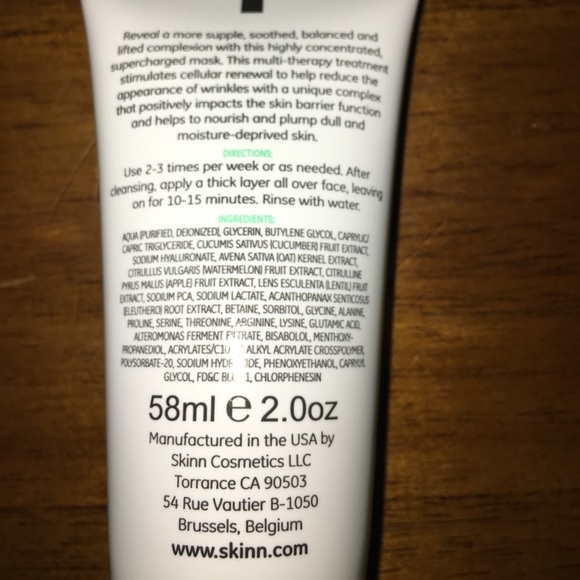 Reveal a more supple, soothed, balanced and
lifted complexion with this highly concentrated,
supercharged mask. This multi-therapy treatment
stimulates cellular renewal to help reduce the
appearance of wrinkles with a unique complex
that positively impacts the skin barrier function
and helps to nourish and plump dull and
moisture-deprived skin.
DIRECTIONS:
Use 2-3 times per week or as needed. After
cleansing, apply a thick layer all over face, leaving
on for 10-15 minutes. Rinse with water.
INGREDIENTS:
AQUA (PURIFIED, DEIONIZED), GLYCERIN, BUTYLENE GLYCOL, CAPRYLIC/
CAPRIC TRIGLYCERIDE, CUCUMIS SATIVUS (CUCUMBER) FRUIT EXTRACT,
SODIUM HYALURONATE, AVENA SATIVA (OAT) KERNEL EXTRACT,
CITRULLUS VULGARIS (WATERMELON) FRUIT EXTRACT, CITRULLINE
PYRUS MALUS (APPLE) FRUIT EXTRACT, LENS ESCULENTA (LENTIL) FRUIT
EXTRACT, SODIUM PCA, SODIUM LACTATE, ACANTHOPANAX SENTICOSUS
(ELEUTHERO) ROOT EXTRACT, BETAINE, SORBITOL, GLYCINE, ALANINE,
PROLINE, SERINE, THREONINE, ARGININE, LYSINE, GLUTAMIC ACID,
ALTEROMONAS FERMENT FILTRATE, BISABOLOL, METHOXY-
PROPANEDIOL, ACRYLATES/C10 ALKYL ACRYLATE CROSSPOLYMER,
POLYSORBATE-20, SODIUM HYDROXIDE, PHENOXYETHANOL, CAPRYLYL
GLYCOL, FD&C BLUE 1, CHLORPHENESIN
58ml e 2.0oz
Manufactured in the USA by
Skinn Cosmetics LLC
Torrance CA 90503
54 Rue Vautier B-1050
Brussels, Belgium
www.skinn.com